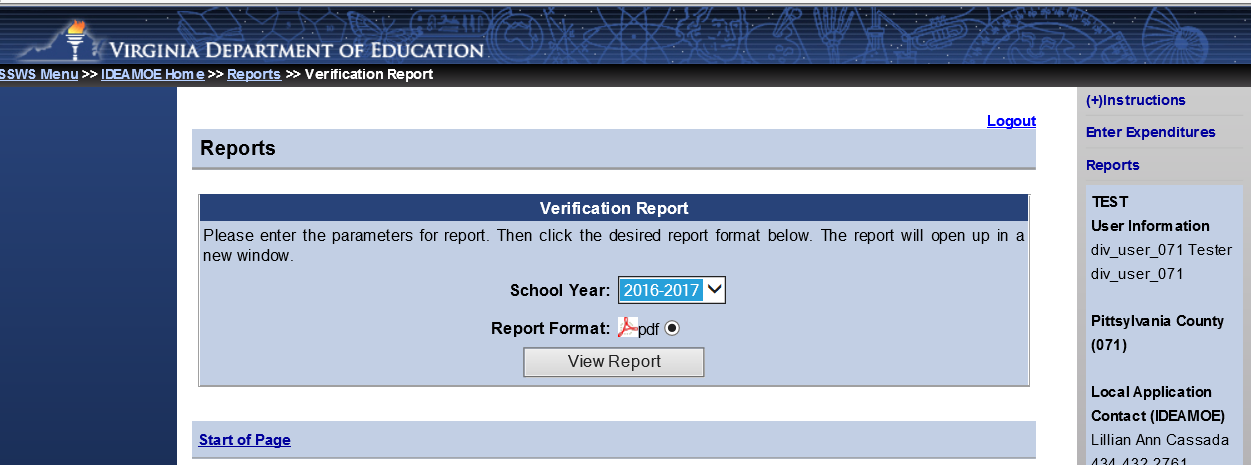 VIRGINIA DEPARTMENT OF EDUCATION
SSWS Menu >> IDEAMOE Home >> Reports >> Verification Report
Logout
Reports
Verification Report
Please enter the parameters for report. Then click the desired report format below. The report will open up in a
new window.
School Year: 2016-2017
Report Format: pdf
View Report
Start of Page
(+)Instructions
Enter Expenditures
Reports
TEST
User Information
div_user_071 Tester
div_user_071
Pittsylvania County
(071)
Local Application
Contact (IDEAMOE)
Lillian Ann Cassada
434-432-2761